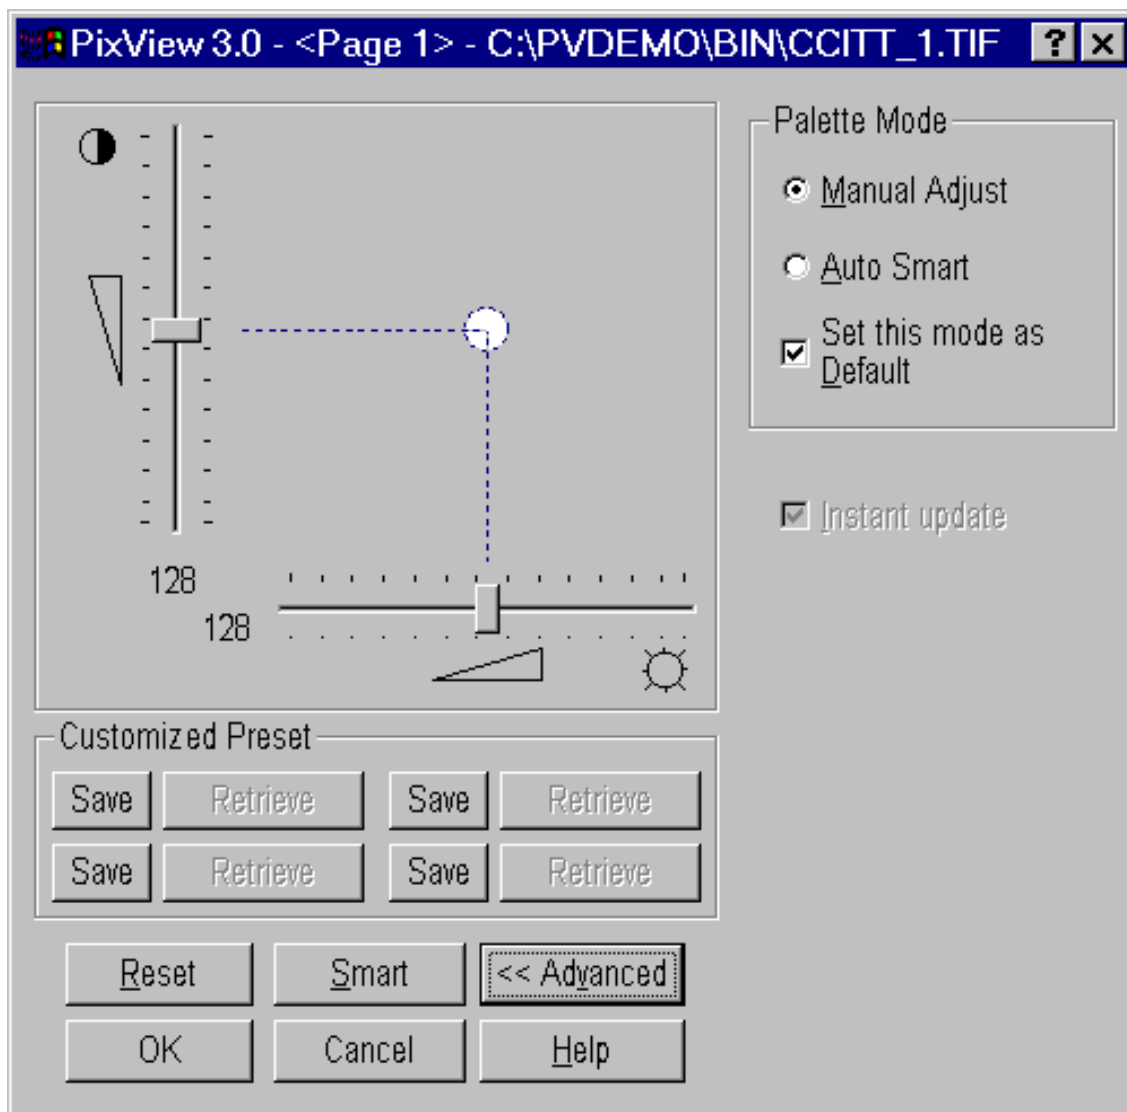 PixView 3.0 - <Page 1> - C:\PVDEMO\BIN\CCITT_1.TIF
128
128
Palette Mode
Manual Adjust
Auto Smart
Set this mode as
Default
Instant update
Customized Preset
Save Retrieve Save Retrieve
Save Retrieve Save Retrieve
Reset Smart << Advanced
OK Cancel Help